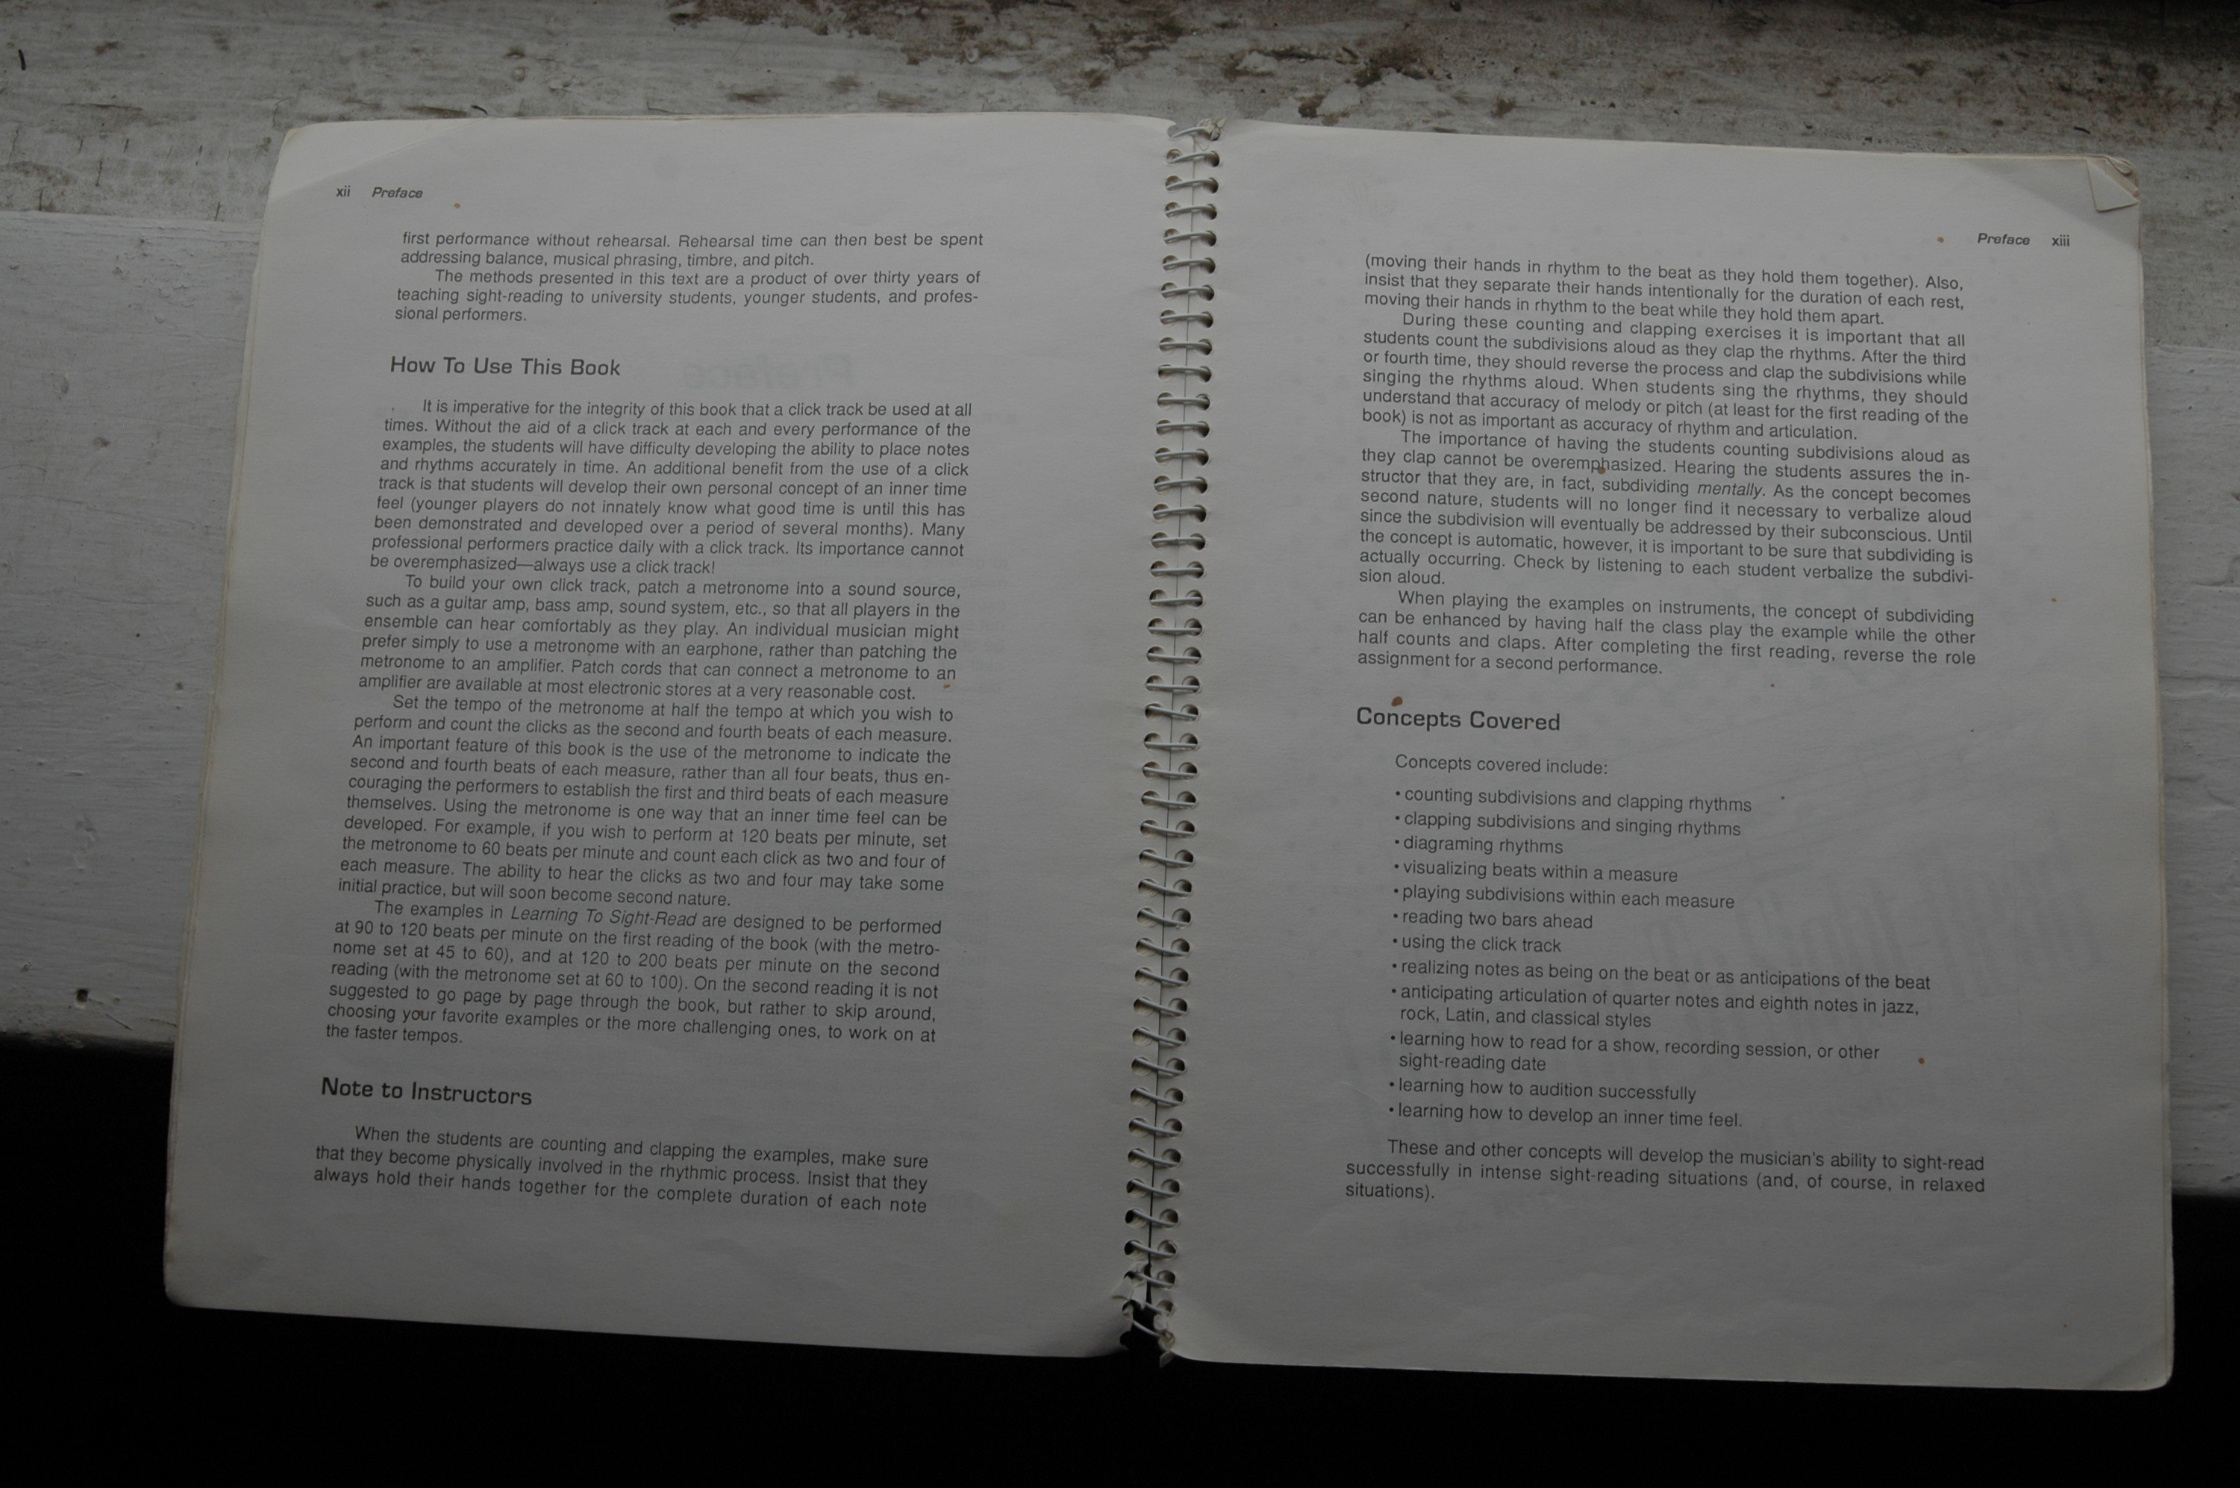 xii Preface
first performance without rehearsal. Rehearsal time can then best be spent
addressing balance, musical phrasing, timbre, and pitch.
The methods presented in this text are a product of over thirty years of
teaching sight-reading to university students, younger students, and profes-
sional performers.
How To Use This Book
It is imperative for the integrity of this book that a click track be used at all
times. Without the aid of a click track at each and every performance of the
examples, the students will have difficulty developing the ability to place notes
and rhythms accurately in time. An additional benefit from the use of a click
track is that students will develop their own personal concept of an inner time
feel (younger players do not innately know what good time is until this has
been demonstrated and developed over a period of several months). Many
professional performers practice daily with a click track. Its importance cannot
be overemphasized—always use a click track!
To build your own click track, patch a metronome into a sound source,
such as a guitar amp, bass amp, sound system, etc., so that all players in the
ensemble can hear comfortably as they play. An individual musician might
prefer simply to use a metronome with an earphone, rather than patching the
metronome to an amplifier. Patch cords that can connect a metronome to an
amplifier are available at most electronic stores at a very reasonable cost.
Set the tempo of the metronome at half the tempo at which you wish to
perform and count the clicks as the second and fourth beats of each measure.
An important feature of this book is the use of the metronome to indicate the
second and fourth beats of each measure, rather than all four beats, thus en-
couraging the performers to establish the first and third beats of each measure
themselves. Using the metronome is one way that an inner time feel can be
developed. For example, if you wish to perform at 120 beats per minute, set
the metronome to 60 beats per minute and count each click as two and four of
each measure. The ability to hear the clicks as two and four may take some
initial practice, but will soon become second nature.
The examples in Learning To Sight-Read are designed to be performed
at 90 to 120 beats per minute on the first reading of the book (with the metro-
nome set at 45 to 60), and at 120 to 200 beats per minute on the second
reading (with the metronome set at 60 to 100). On the second reading it is not
suggested to go page by page through the book, but rather to skip around,
choosing your favorite examples or the more challenging ones, to work on at
the faster tempos.
Note to Instructors
When the students are counting and clapping the examples, make sure
that they become physically involved in the rhythmic process. Insist that they
always hold their hands together for the complete duration of each note
Preface xiii
(moving their hands in rhythm to the beat as they hold them together). Also,
insist that they separate their hands intentionally for the duration of each rest,
moving their hands in rhythm to the beat while they hold them apart.
During these counting and clapping exercises it is important that all
students count the subdivisions aloud as they clap the rhythms. After the third
or fourth time, they should reverse the process and clap the subdivisions while
singing the rhythms aloud. When students sing the rhythms, they should
understand that accuracy of melody or pitch (at least for the first reading of the
book) is not as important as accuracy of rhythm and articulation.
The importance of having the students counting subdivisions aloud as
they clap cannot be overemphasized. Hearing the students assures the in-
structor that they are, in fact, subdividing mentally. As the concept becomes
second nature, students will no longer find it necessary to verbalize aloud
since the subdivision will eventually be addressed by their subconscious. Until
the concept is automatic, however, it is important to be sure that subdividing is
actually occurring. Check by listening to each student verbalize the subdivi-
sion aloud.
When playing the examples on instruments, the concept of subdividing
can be enhanced by having half the class play the example while the other
half counts and claps. After completing the first reading, reverse the role
assignment for a second performance.
Concepts Covered
Concepts covered include:
• counting subdivisions and clapping rhythms
• clapping subdivisions and singing rhythms
• diagraming rhythms
• visualizing beats within a measure
• playing subdivisions within each measure
• reading two bars ahead
• using the click track
• realizing notes as being on the beat or as anticipations of the beat
• anticipating articulation of quarter notes and eighth notes in jazz,
rock, Latin, and classical styles
• learning how to read for a show, recording session, or other
sight-reading date
• learning how to audition successfully
• learning how to develop an inner time feel.
These and other concepts will develop the musician's ability to sight-read
successfully in intense sight-reading situations (and, of course, in relaxed
situations).